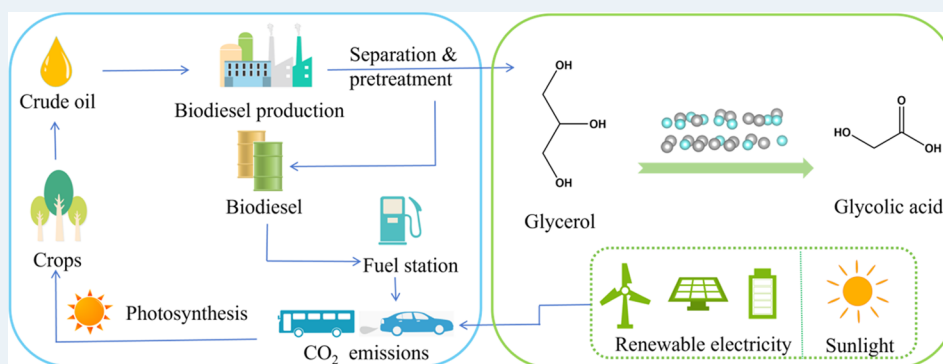 Crude oil
Biodiesel production
Separation &
pretreatment
Biodiesel
Fuel station
Crops
Photosynthesis
CO₂ emissions
OH
OH
OH
Glycerol
O
HO
OH
Glycolic acid
Renewable electricity
Sunlight